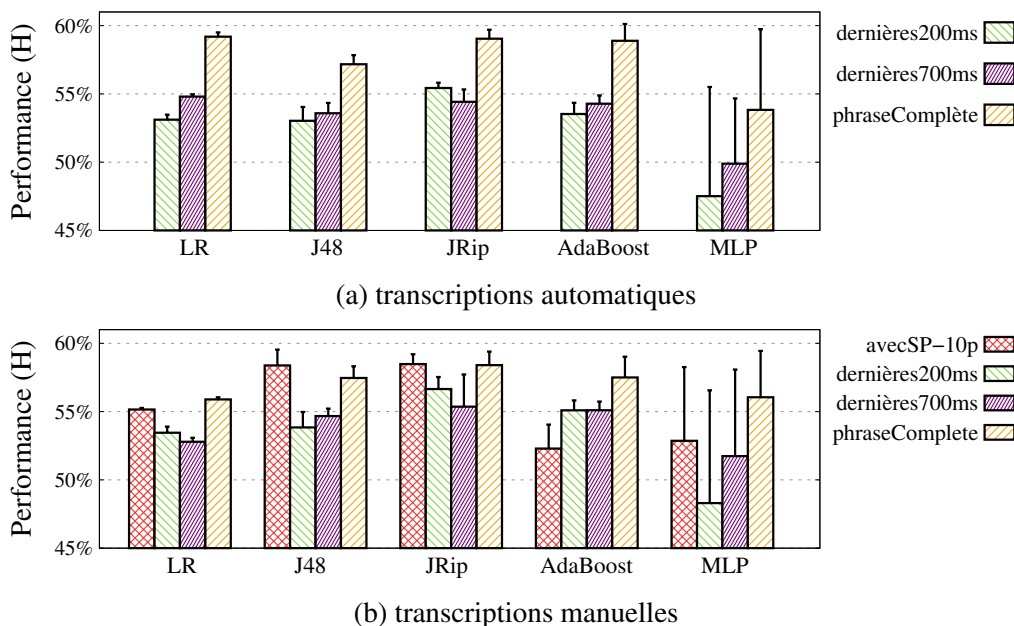 Performance (H)
60%
55%
50%
45%
LR J48 JRip AdaBoost MLP
dernières200ms
dernières700ms
phraseComplète
(a) transcriptions automatiques
Performance (H)
60%
55%
50%
45%
LR J48 JRip AdaBoost MLP
avecSP−10p
dernières200ms
dernières700ms
phraseComplete
(b) transcriptions manuelles